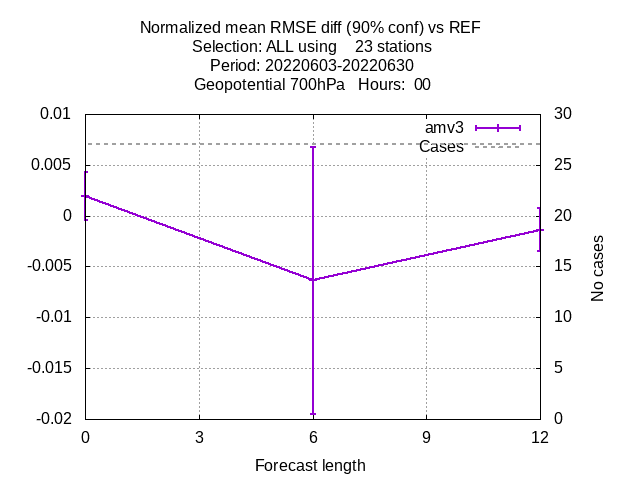 Normalized mean RMSE diff (90% conf) vs REF
Selection: ALL using    23 stations
Period: 20220603-20220630
Geopotential 700hPa   Hours:  00
0.01
0.005
0
-0.005
-0.01
-0.015
-0.02
30
25
20
15
10
5
0
amv3
Cases
No cases
0 3 6 9 12
Forecast length